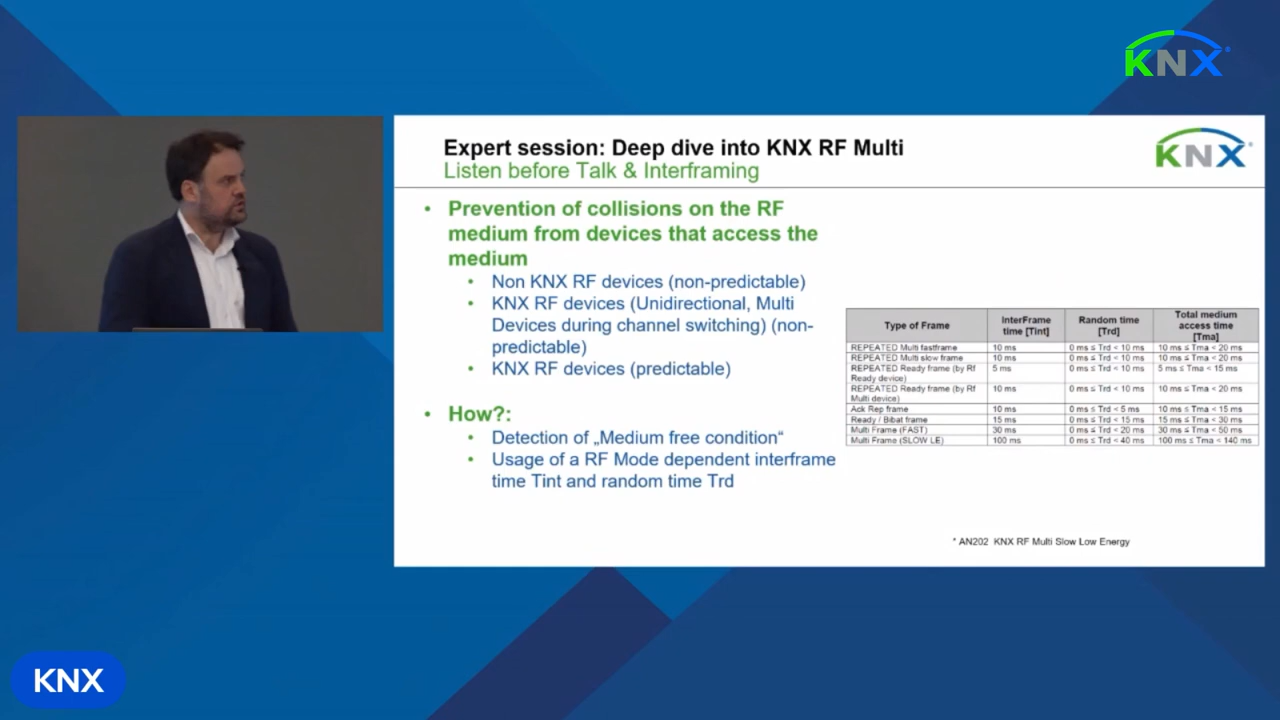 KNX
Expert session: Deep dive into KNX RF Multi
Listen before Talk & Interframing
KNX
• Prevention of collisions on the RF
medium from devices that access the
medium
• Non KNX RF devices (non-predictable)
• KNX RF devices (Unidirectional, Multi
Devices during channel switching) (non-
predictable)
• KNX RF devices (predictable)
• How?:
• Detection of „Medium free condition“
• Usage of a RF Mode dependent interframe
time Tint and random time Trd
Type of Frame InterFrame time [Tint] Random time [Trd] Total medium access time [Tma]
REPEATED Multi fastframe 10 ms 0 ms ≤ Trd < 10 ms 10 ms ≤ Tma < 20 ms
REPEATED Multi slow frame 10 ms 0 ms ≤ Trd < 10 ms 10 ms ≤ Tma < 20 ms
REPEATED Ready frame (by Rf 5 ms 0 ms ≤ Trd < 10 ms 5 ms ≤ Tma < 15 ms
Ready device)
REPEATED Ready frame (by Rf 10 ms 0 ms ≤ Trd < 10 ms 10 ms ≤ Tma < 20 ms
Multi device)
Ack Rep frame 10 ms 0 ms ≤ Trd < 5 ms 10 ms ≤ Tma < 15 ms
Ready / Bibat frame 15 ms 0 ms ≤ Trd < 15 ms 15 ms ≤ Tma < 30 ms
Multi Frame (FAST) 30 ms 0 ms ≤ Trd < 20 ms 30 ms ≤ Tma < 50 ms
Multi Frame (SLOW LE) 100 ms 0 ms ≤ Trd < 40 ms 100 ms ≤ Tma < 140 ms
* AN202 KNX RF Multi Slow Low Energy
KNX